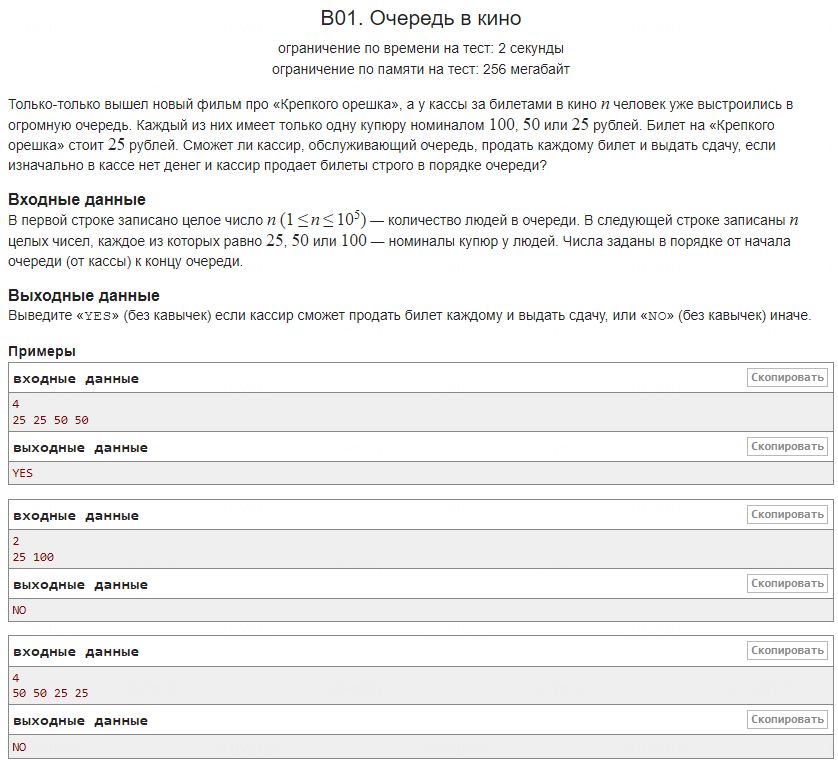 B01. Очередь в кино
ограничение по времени на тест: 2 секунды
ограничение по памяти на тест: 256 мегабайт
Только-только вышел новый фильм про «Крепкого орешка», а у кассы за билетами в кино n человек уже выстроились в
огромную очередь. Каждый из них имеет только одну купюру номиналом 100, 50 или 25 рублей. Билет на «Крепкого
орешка» стоит 25 рублей. Сможет ли кассир, обслуживающий очередь, продать каждому билет и выдать сдачу, если
изначально в кассе нет денег и кассир продает билеты строго в порядке очереди?
Входные данные
В первой строке записано целое число n (1 ≤ n ≤ 10⁵) — количество людей в очереди. В следующей строке записаны n
целых чисел, каждое из которых равно 25, 50 или 100 — номиналы купюр у людей. Числа заданы в порядке от начала
очереди (от кассы) к концу очереди.
Выходные данные
Выведите «YES» (без кавычек) если кассир сможет продать билет каждому и выдать сдачу, или «NO» (без кавычек) иначе.
Примеры
входные данные Скопировать
4
25 25 50 50
выходные данные Скопировать
YES
входные данные Скопировать
2
25 100
выходные данные Скопировать
NO
входные данные Скопировать
4
50 50 25 25
выходные данные Скопировать
NO